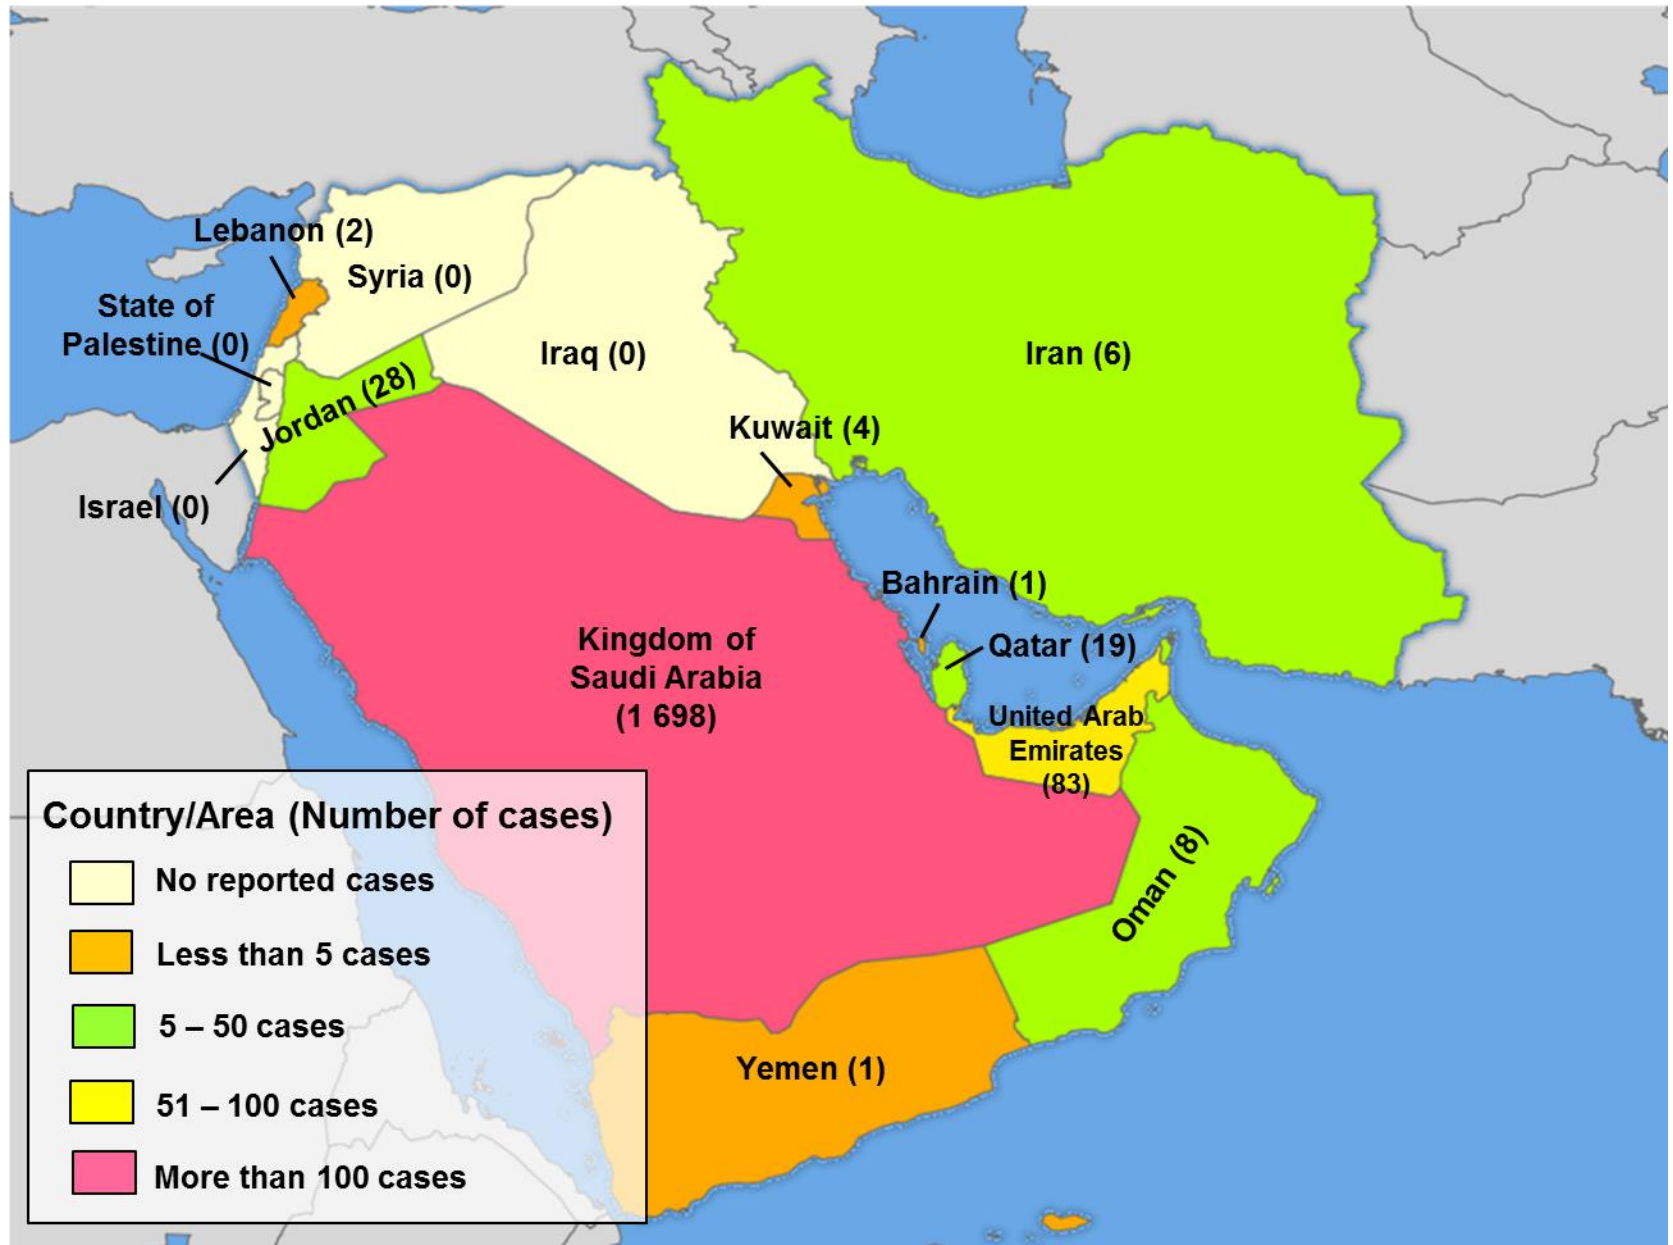 Lebanon (2)
Syria (0)
State of
Palestine (0)
Iraq (0)
Iran (6)
Jordan (28)
Kuwait (4)
Israel (0)
Bahrain (1)
Kingdom of
Saudi Arabia
(1 698)
Qatar (19)
United Arab
Emirates
(83)
Oman (8)
Yemen (1)
Country/Area (Number of cases)
No reported cases
Less than 5 cases
5 – 50 cases
51 – 100 cases
More than 100 cases